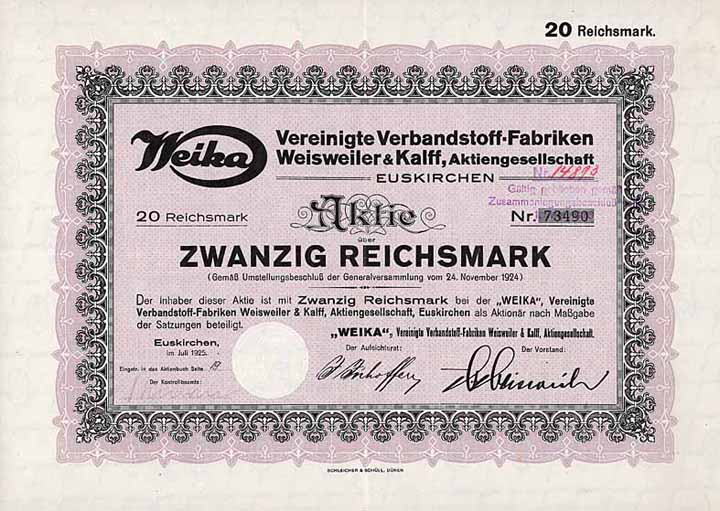 20 Reichsmark.
Weika
Vereinigte Verbandstoff-Fabriken
Weisweiler & Kalff, Aktiengesellschaft
EUSKIRCHEN
Nr. 14890
Gültig geblieben gemäß
Zusammenlegungsbeschluß
20 Reichsmark
Aktie
Nr. 73490
über
ZWANZIG REICHSMARK
(Gemäß Umstellungsbeschluß der Generalversammlung vom 24. November 1924)
Der Inhaber dieser Aktie ist mit Zwanzig Reichsmark bei der „WEIKA“, Vereinigte
Verbandstoff-Fabriken Weisweiler & Kalff, Aktiengesellschaft, Euskirchen als Aktionär nach Maßgabe
der Satzungen beteiligt.
„WEIKA“, Vereinigte Verbandstoff-Fabriken Weisweiler & Kalff, Aktiengesellschaft.
Euskirchen,
im Juli 1925.
Der Aufsichtsrat:
Der Vorstand:
Eingetr. in das Aktienbuch Seite
Der Kontrollbeamte:
SCHLEICHER & SCHÜLL, DÜREN